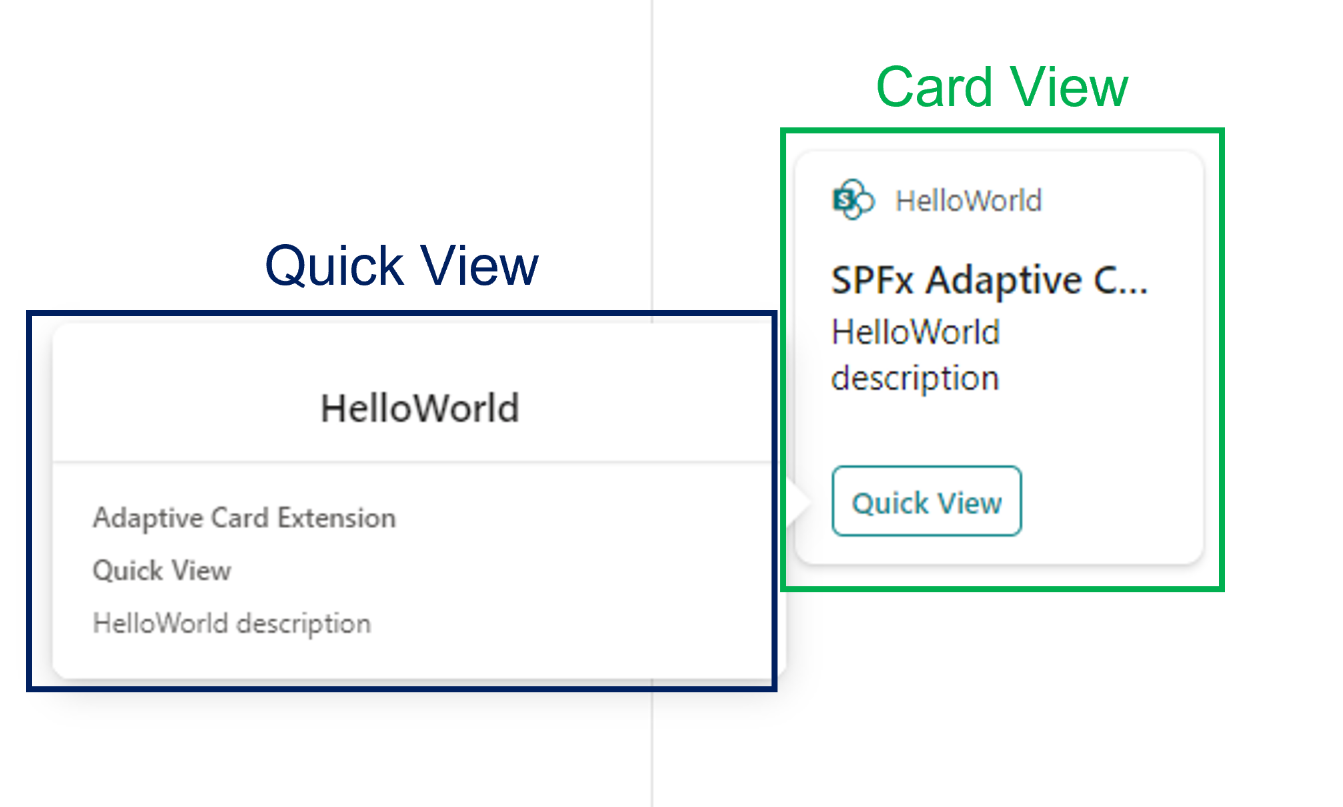 Card View
S HelloWorld
SPFx Adaptive C...
HelloWorld
description
Quick View
Quick View
HelloWorld
Adaptive Card Extension
Quick View
HelloWorld description